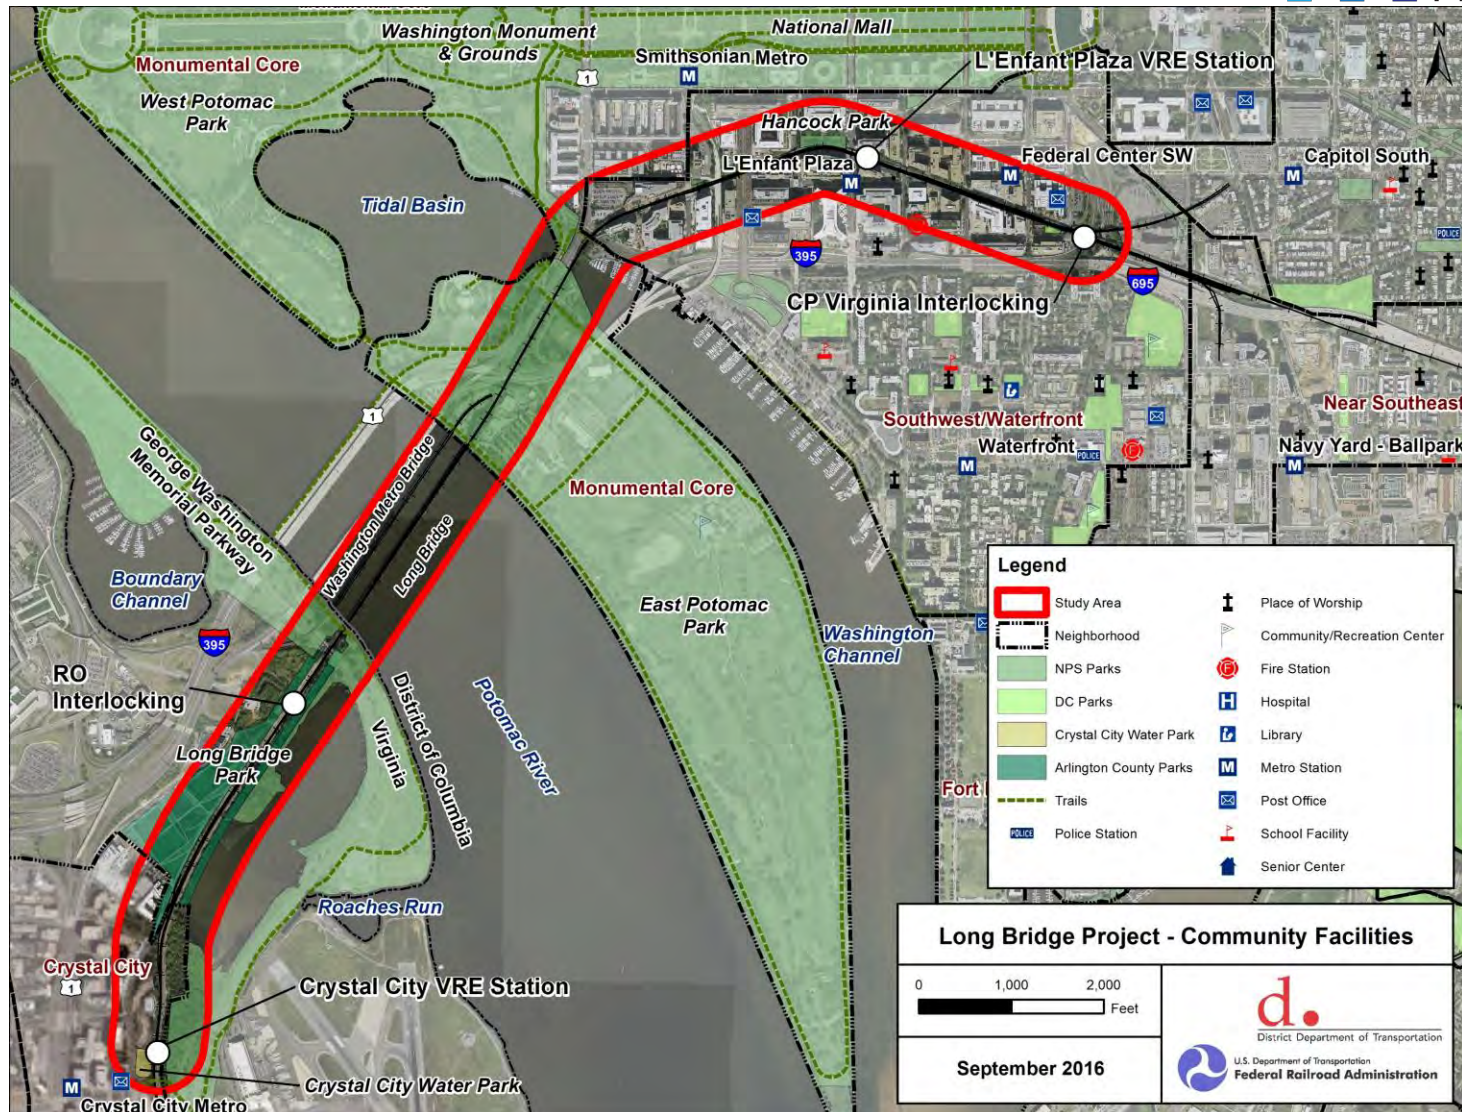 Washington Monument
& Grounds
National Mall
Monumental Core
Smithsonian Metro
L'Enfant Plaza VRE Station
N
1
M
West Potomac
Park
Hancock Park
L'Enfant Plaza
M
Federal Center SW
M
Capitol South
M
Tidal Basin
POLICE
395
695
CP Virginia Interlocking
1
Southwest/Waterfront
Waterfront
POLICE
F
M
Near Southeast
Navy Yard - Ballpark
M
George Washington
Memorial Parkway
Washington Metro Bridge
Long Bridge
Monumental Core
Boundary
Channel
395
East Potomac
Park
Washington
Channel
RO
Interlocking
Long Bridge
Park
District of Columbia
Virginia
Potomac River
Fort
Roaches Run
Crystal City
1
Crystal City VRE Station
Crystal City Water Park
M
Crystal City Metro
Legend
Study Area
Neighborhood
NPS Parks
DC Parks
Crystal City Water Park
Arlington County Parks
Trails
POLICE
Police Station
Place of Worship
Community/Recreation Center
F
Fire Station
H
Hospital
Library
M
Metro Station
Post Office
School Facility
Senior Center
Long Bridge Project - Community Facilities
0 1,000 2,000
Feet
September 2016
d.
District Department of Transportation
U.S. Department of Transportation
Federal Railroad Administration